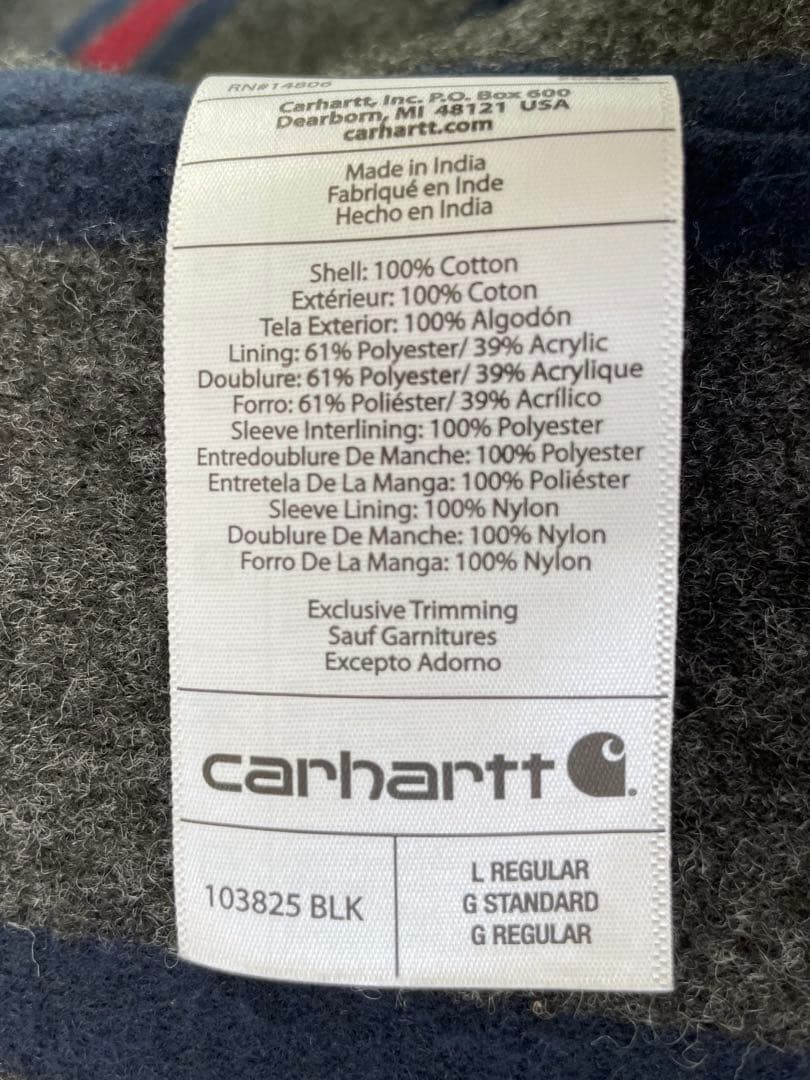 RN#14806
Carhartt, Inc. P.O. Box 600
Dearborn, MI 48121 USA
carhartt.com
Made in India
Fabriqué en Inde
Hecho en India
Shell: 100% Cotton
Extérieur: 100% Coton
Tela Exterior: 100% Algodón
Lining: 61% Polyester/ 39% Acrylic
Doublure: 61% Polyester/ 39% Acrylique
Forro: 61% Poliéster/ 39% Acrílico
Sleeve Interlining: 100% Polyester
Entredoublure De Manche: 100% Polyester
Entretela De La Manga: 100% Poliéster
Sleeve Lining: 100% Nylon
Doublure De Manche: 100% Nylon
Forro De La Manga: 100% Nylon
Exclusive Trimming
Sauf Garnitures
Excepto Adorno
carhartt
103825 BLK
L REGULAR
G STANDARD
G REGULAR